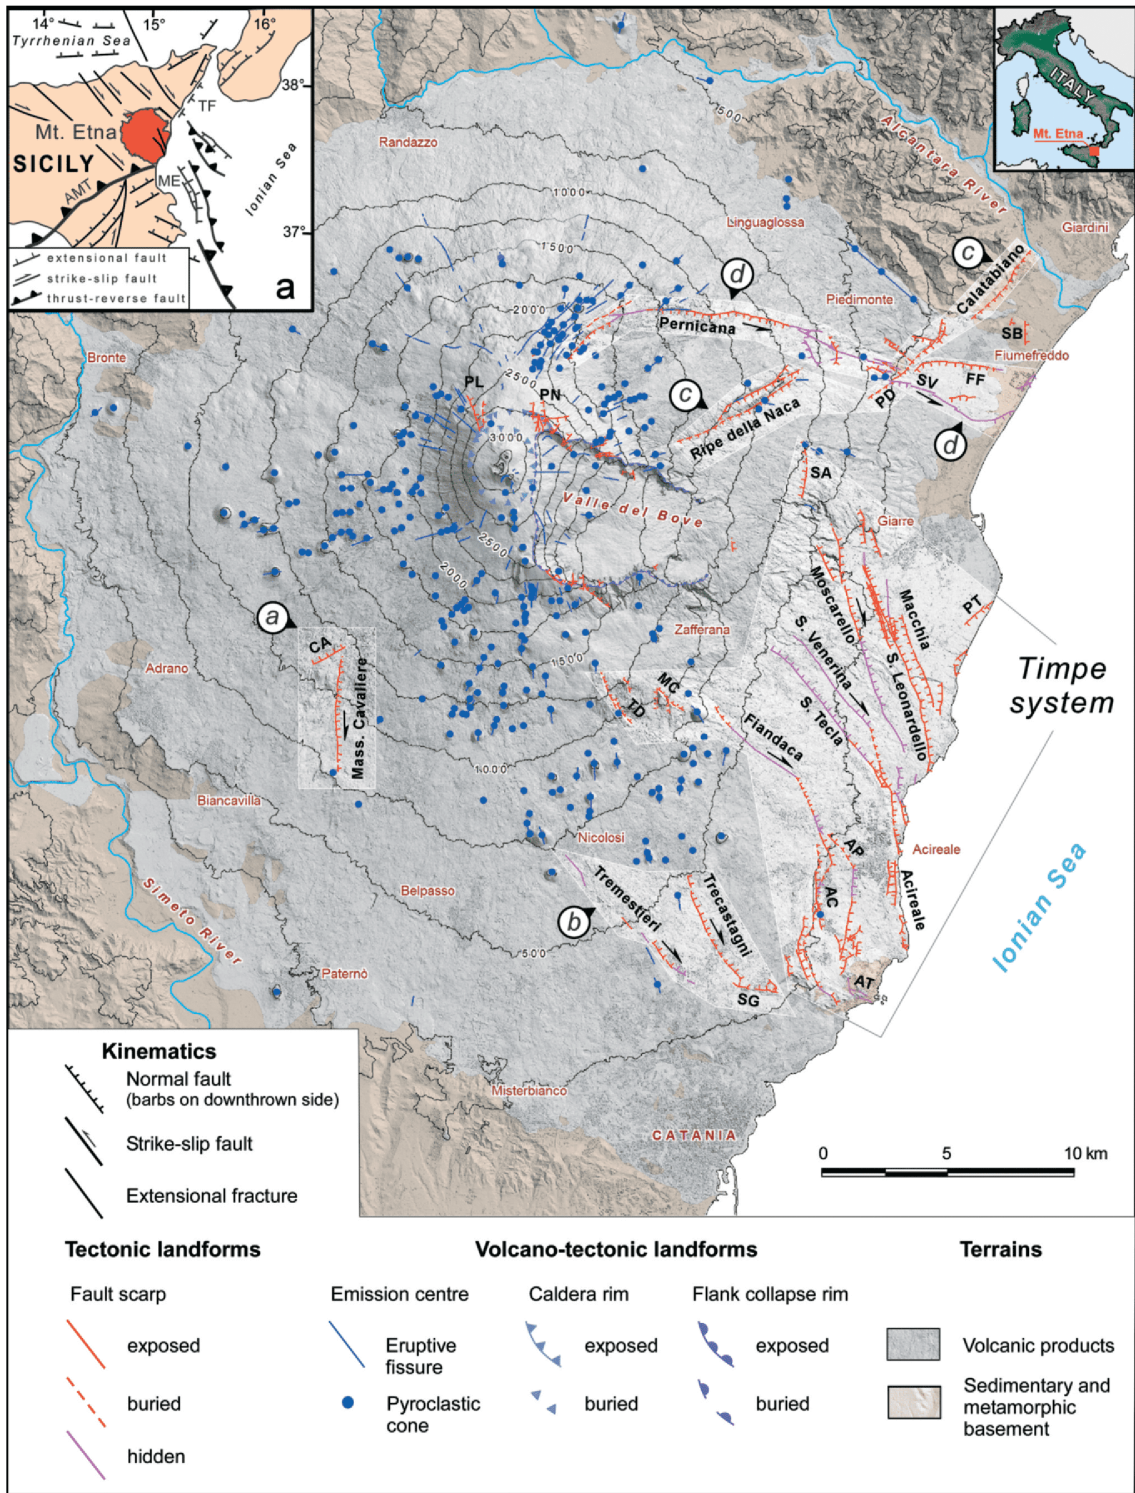 14°
15°
16°
Tyrrhenian Sea
38°
TF
Mt. Etna
SICILY
AMT
ME
Ionian Sea
37°
extensional fault
strike-slip fault
thrust-reverse fault
a
ITALY
Mt. Etna
Randazzo
500
Alcantara River
1000
Linguaglossa
Giardini
1500
c
Calatabiano
d
Piedimonte
2000
Pernicana
SB
Bronte
Fiumefreddo
2500
PL
PN
c
SV
FF
PD
Ripe della Naca
3000
d
SA
Valle del Bove
Giarre
2500
2000
Moscarello
Macchia
PT
a
CA
Zafferana
S. Venerina
S. Leonardello
Timpe
system
1500
Adrano
Mass. Cavaliere
MC
TD
S. Tecla
Fiandaca
1000
Biancavilla
Nicolosi
AP
Acireale
Belpasso
Tremestieri
Trecastagni
AC
Acireale
b
Simeto River
500
Ionian Sea
Paternò
SG
AT
Misterbianco
CATANIA
0
5
10 km
Kinematics
Normal fault
(barbs on downthrown side)
Strike-slip fault
Extensional fracture
Tectonic landforms
Volcano-tectonic landforms
Terrains
Fault scarp
Emission centre
Caldera rim
Flank collapse rim
exposed
Eruptive
fissure
exposed
exposed
Volcanic products
buried
Pyroclastic
cone
buried
buried
Sedimentary and
metamorphic
basement
hidden